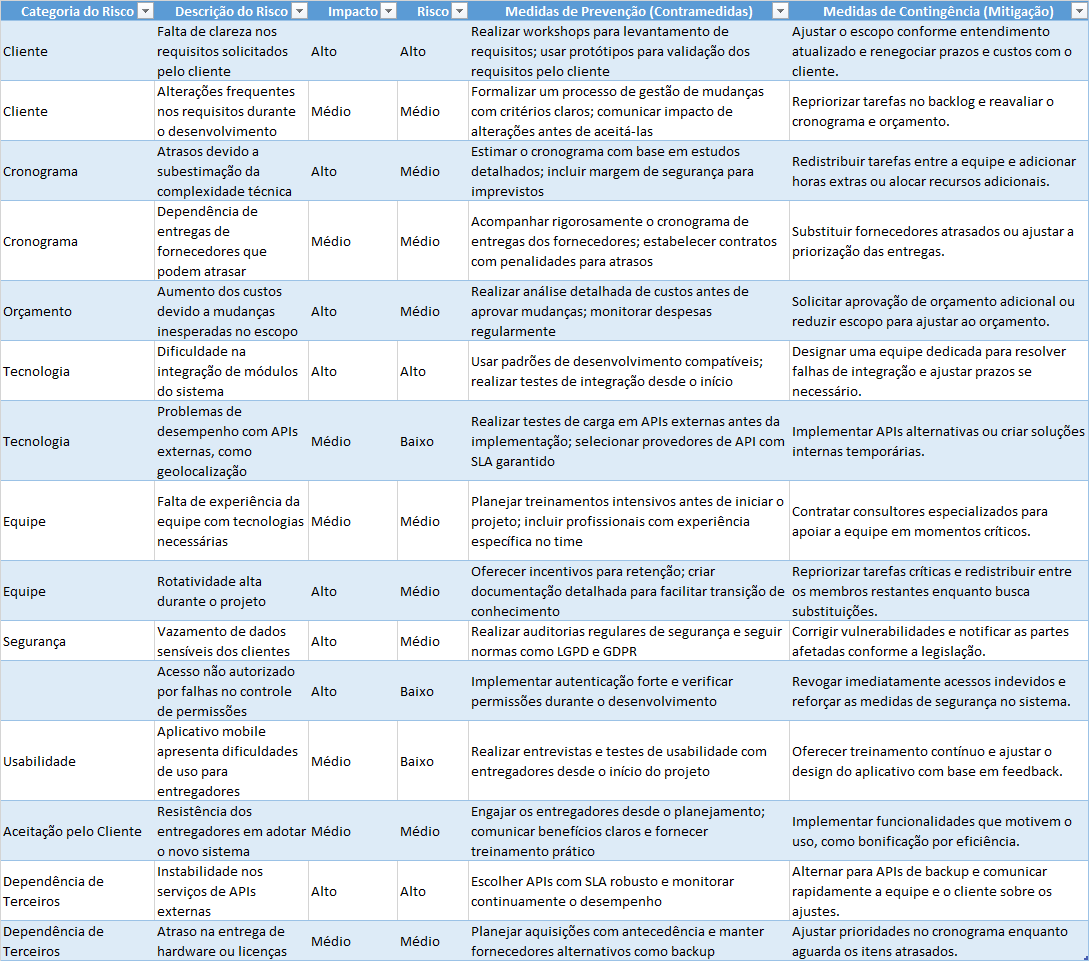 Categoria do Risco Descrição do Risco Impacto Risco Medidas de Prevenção (Contramedidas) Medidas de Contingência (Mitigação)
Cliente
Falta de clareza nos
requisitos solicitados
pelo cliente
Alto
Alto
Realizar workshops para levantamento de
requisitos; usar protótipos para validação dos
requisitos pelo cliente
Ajustar o escopo conforme entendimento
atualizado e renegociar prazos e custos com o
cliente.
Cliente
Alterações frequentes
nos requisitos durante
o desenvolvimento
Médio
Médio
Formalizar um processo de gestão de mudanças
com critérios claros; comunicar impacto de
alterações antes de aceitá-las
Repriorizar tarefas no backlog e reavaliar o
cronograma e orçamento.
Cronograma
Atrasos devido a
subestimação da
complexidade técnica
Alto
Médio
Estimar o cronograma com base em estudos
detalhados; incluir margem de segurança para
imprevistos
Redistribuir tarefas entre a equipe e adicionar
horas extras ou alocar recursos adicionais.
Cronograma
Dependência de
entregas de
fornecedores que
podem atrasar
Médio
Médio
Acompanhar rigorosamente o cronograma de
entregas dos fornecedores; estabelecer contratos
com penalidades para atrasos
Substituir fornecedores atrasados ou ajustar a
priorização das entregas.
Orçamento
Aumento dos custos
devido a mudanças
inesperadas no escopo
Alto
Médio
Realizar análise detalhada de custos antes de
aprovar mudanças; monitorar despesas
regularmente
Solicitar aprovação de orçamento adicional ou
reduzir escopo para ajustar ao orçamento.
Tecnologia
Dificuldade na
integração de módulos
do sistema
Alto
Alto
Usar padrões de desenvolvimento compatíveis;
realizar testes de integração desde o início
Designar uma equipe dedicada para resolver
falhas de integração e ajustar prazos se
necessário.
Tecnologia
Problemas de
desempenho com APIs
externas, como
geolocalização
Médio
Baixo
Realizar testes de carga em APIs externas antes da
implementação; selecionar provedores de API com
SLA garantido
Implementar APIs alternativas ou criar soluções
internas temporárias.
Equipe
Falta de experiência da
equipe com tecnologias
necessárias
Médio
Médio
Planejar treinamentos intensivos antes de iniciar o
projeto; incluir profissionais com experiência
específica no time
Contratar consultores especializados para
apoiar a equipe em momentos críticos.
Equipe
Rotatividade alta
durante o projeto
Alto
Médio
Oferecer incentivos para retenção; criar
documentação detalhada para facilitar transição de
conhecimento
Repriorizar tarefas críticas e redistribuir entre
os membros restantes enquanto busca
substituições.
Segurança
Vazamento de dados
sensíveis dos clientes
Alto
Médio
Realizar auditorias regulares de segurança e seguir
normas como LGPD e GDPR
Corrigir vulnerabilidades e notificar as partes
afetadas conforme a legislação.
Acesso não autorizado
por falhas no controle
de permissões
Alto
Baixo
Implementar autenticação forte e verificar
permissões durante o desenvolvimento
Revogar imediatamente acessos indevidos e
reforçar as medidas de segurança no sistema.
Usabilidade
Aplicativo mobile
apresenta dificuldades
de uso para
entregadores
Médio
Baixo
Realizar entrevistas e testes de usabilidade com
entregadores desde o início do projeto
Oferecer treinamento contínuo e ajustar o
design do aplicativo com base em feedback.
Aceitação pelo Cliente
Resistência dos
entregadores em adotar
o novo sistema
Médio
Médio
Engajar os entregadores desde o planejamento;
comunicar benefícios claros e fornecer
treinamento prático
Implementar funcionalidades que motivem o
uso, como bonificação por eficiência.
Dependência de
Terceiros
Instabilidade nos
serviços de APIs
externas
Alto
Alto
Escolher APIs com SLA robusto e monitorar
continuamente o desempenho
Alternar para APIs de backup e comunicar
rapidamente a equipe e o cliente sobre os
ajustes.
Dependência de
Terceiros
Atraso na entrega de
hardware ou licenças
Médio
Médio
Planejar aquisições com antecedência e manter
fornecedores alternativos como backup
Ajustar prioridades no cronograma enquanto
aguarda os itens atrasados.